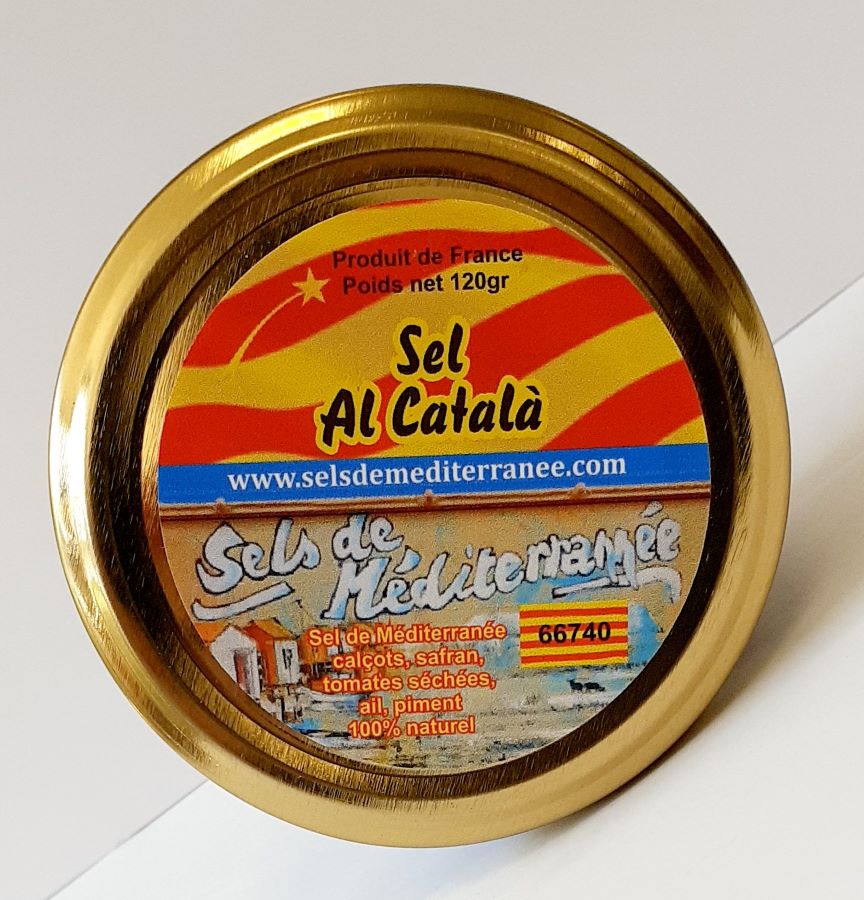 Produit de France
Poids net 120gr
Sel
Al Català
www.selsdemediterranee.com
Sels de
Méditerrannée
Sel de Méditerranée
calçots, safran,
tomates séchées,
ail, piment
100% naturel
66740